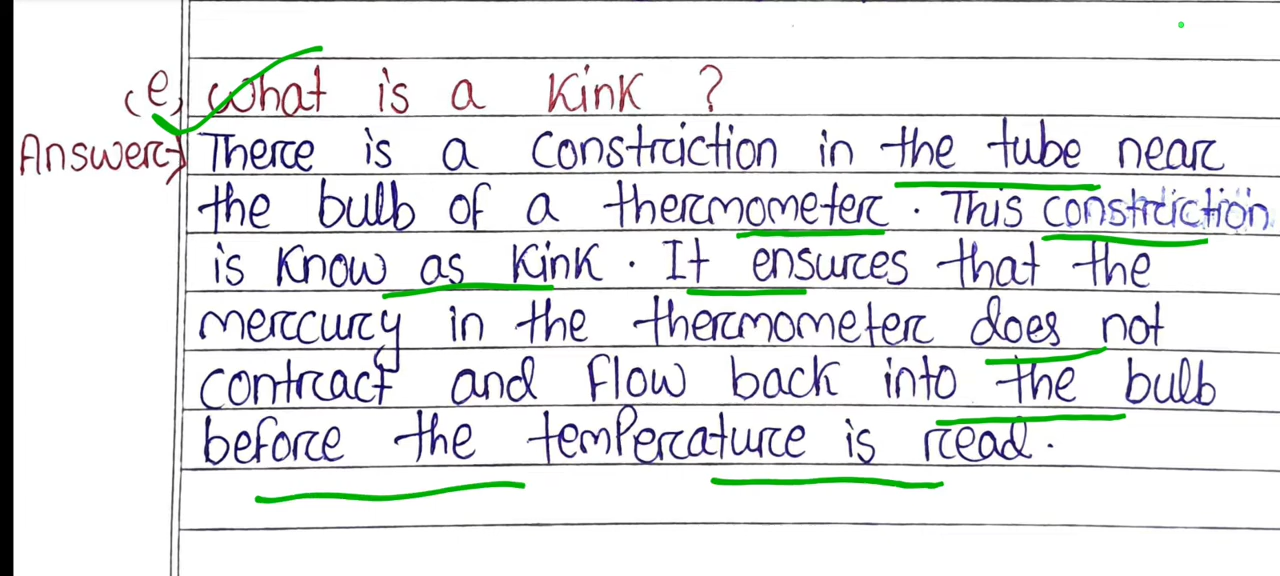 (e) What is a Kink ?
Answer→ There is a constriction in the tube near
the bulb of a thermometer. This constriction
is Know as Kink. It ensures that the
mercury in the thermometer does not
contract and flow back into the bulb
before the temperature is read.